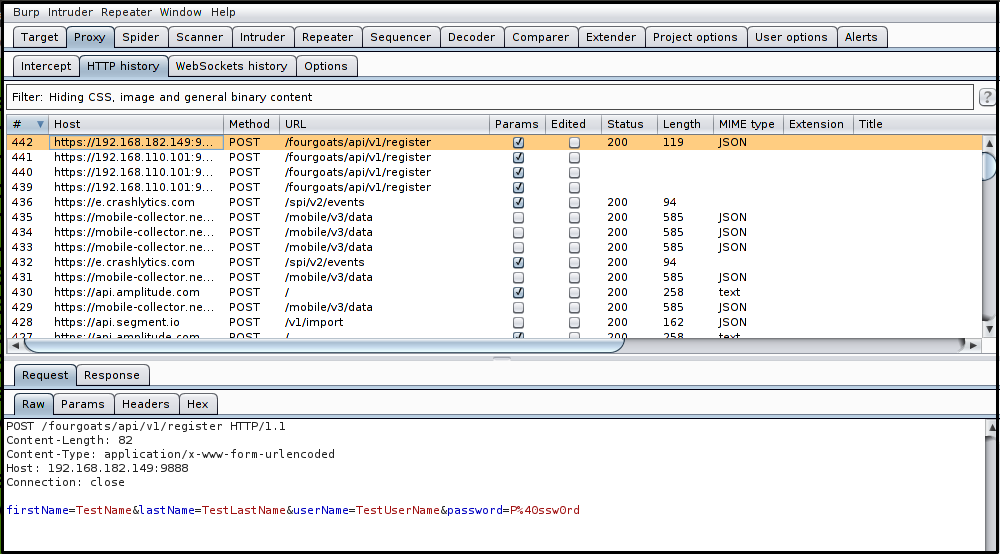 Burp Intruder Repeater Window Help
Target Proxy Spider Scanner Intruder Repeater Sequencer Decoder Comparer Extender Project options User options Alerts
Intercept HTTP history WebSockets history Options
Filter: Hiding CSS, image and general binary content ?
# Host Method URL Params Edited Status Length MIME type Extension Title
442 https://192.168.182.149:9... POST /fourgoats/api/v1/register 200 119 JSON
441 https://192.168.110.101:9... POST /fourgoats/api/v1/register
440 https://192.168.110.101:9... POST /fourgoats/api/v1/register
439 https://192.168.110.101:9... POST /fourgoats/api/v1/register
436 https://e.crashlytics.com POST /spi/v2/events 200 94
435 https://mobile-collector.ne... POST /mobile/v3/data 200 585 JSON
434 https://mobile-collector.ne... POST /mobile/v3/data 200 585 JSON
433 https://mobile-collector.ne... POST /mobile/v3/data 200 585 JSON
432 https://e.crashlytics.com POST /spi/v2/events 200 94
431 https://mobile-collector.ne... POST /mobile/v3/data 200 585 JSON
430 https://api.amplitude.com POST / 200 258 text
429 https://mobile-collector.ne... POST /mobile/v3/data 200 585 JSON
428 https://api.segment.io POST /v1/import 200 162 JSON
427 https://api.amplitude.com POST / 200 258 text
Request Response
Raw Params Headers Hex
POST /fourgoats/api/v1/register HTTP/1.1
Content-Length: 82
Content-Type: application/x-www-form-urlencoded
Host: 192.168.182.149:9888
Connection: close
firstName=TestName&lastName=TestLastName&userName=TestUserName&password=P%40ssw0rd